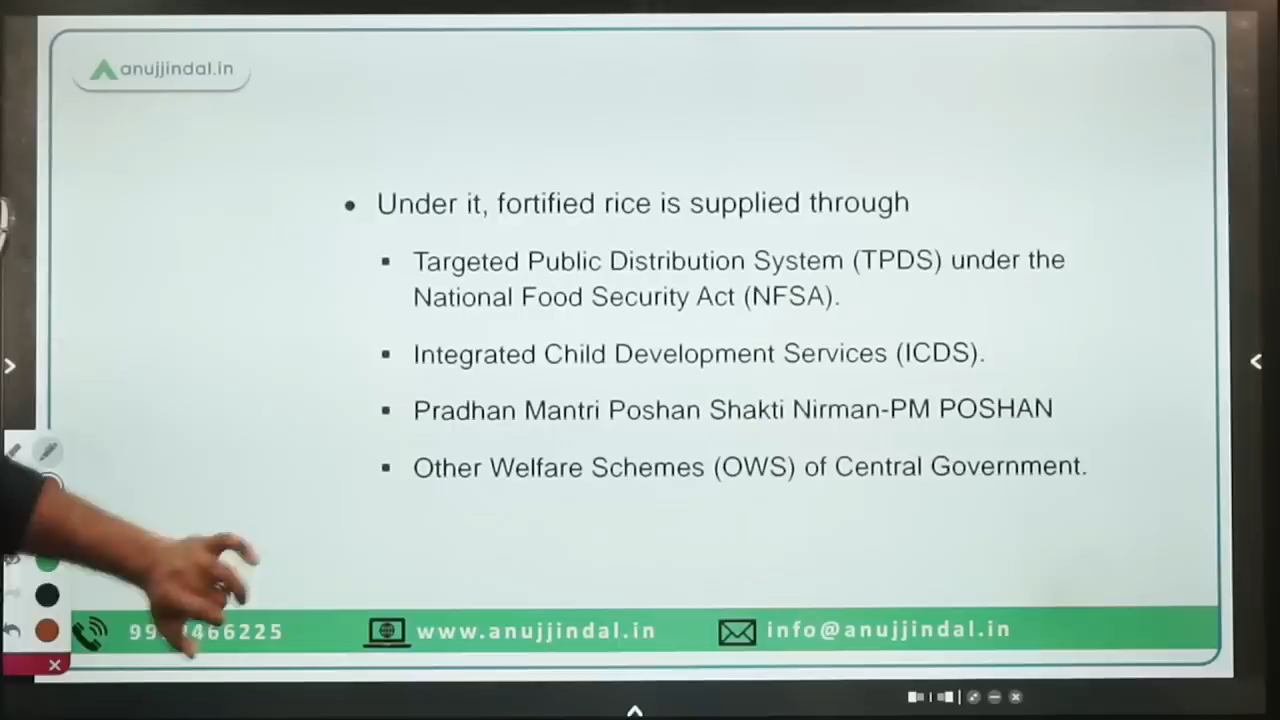 anujjindal.in
• Under it, fortified rice is supplied through
▪ Targeted Public Distribution System (TPDS) under the
National Food Security Act (NFSA).
▪ Integrated Child Development Services (ICDS).
▪ Pradhan Mantri Poshan Shakti Nirman-PM POSHAN
▪ Other Welfare Schemes (OWS) of Central Government.
www.anujjindal.in
info@anujjindal.in